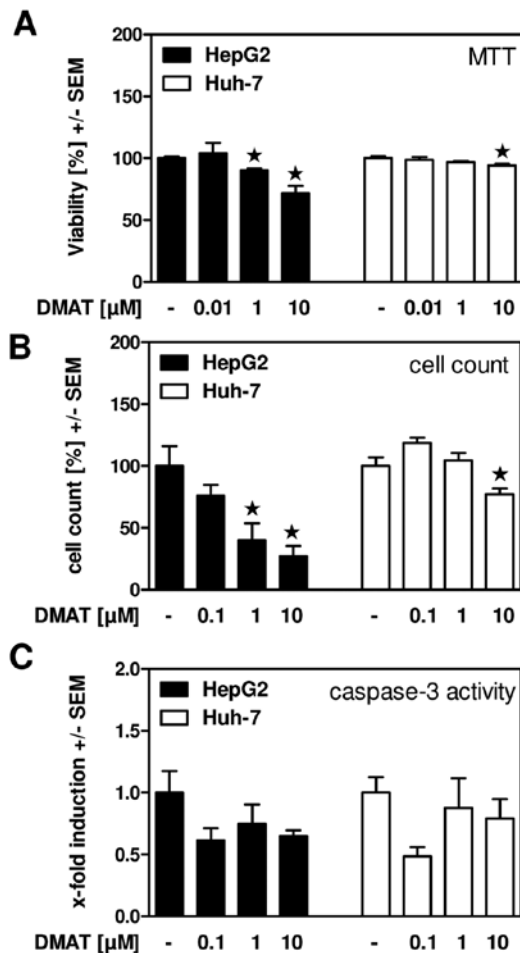 A
Viability [%] +/- SEM
200
150
100
50
0
HepG2
Huh-7
MTT
★
★
★
DMAT [µM] - 0.01 1 10 - 0.01 1 10
B
cell count [%] +/- SEM
200
150
100
50
0
HepG2
Huh-7
cell count
★
★
★
DMAT [µM] - 0.1 1 10 - 0.1 1 10
C
x-fold induction +/- SEM
2.0
1.5
1.0
0.5
0.0
HepG2
Huh-7
caspase-3 activity
DMAT [µM] - 0.1 1 10 - 0.1 1 10